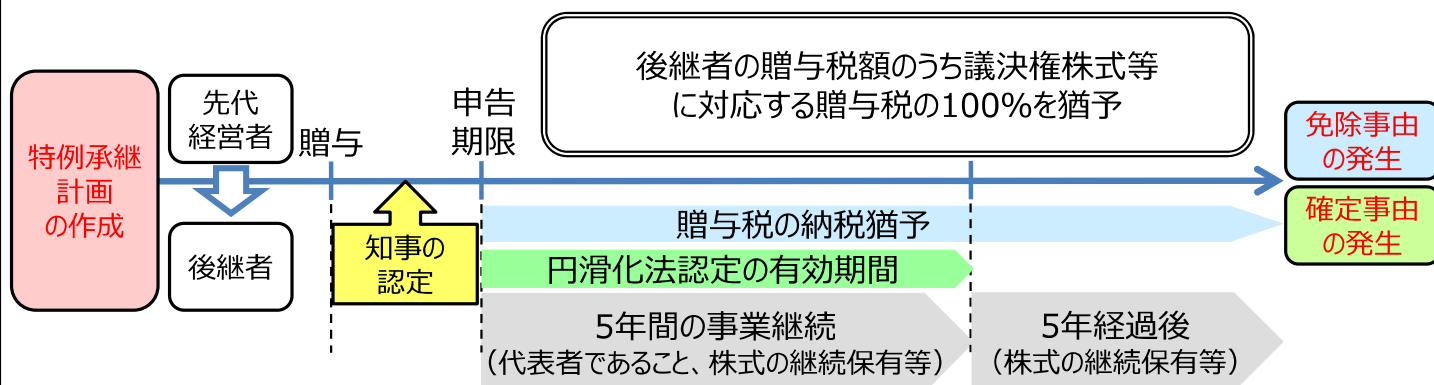 特例承継
計画
の作成
先代
経営者
後継者
贈与
知事の
認定
申告
期限
後継者の贈与税額のうち議決権株式等
に対応する贈与税の100%を猶予
贈与税の納税猶予
円滑化法認定の有効期間
5年間の事業継続
(代表者であること、株式の継続保有等)
5年経過後
(株式の継続保有等)
免除事由
の発生
確定事由
の発生